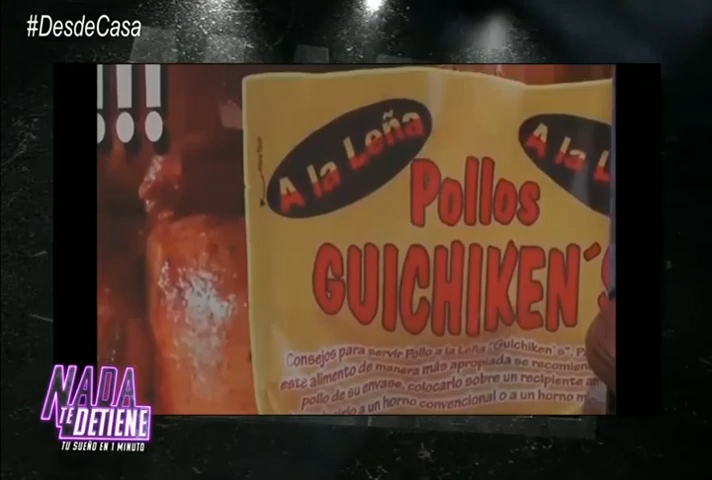 #DesdeCasa
!!!
A la Leña
A la L
Pollos
GUICHIKEN´S
Consejos para servir Pollo a la Leña "Guichiken´s". Pa
este alimento de manera más apropiada se recomien
pollo de su envase, colocarlo sobre un recipiente
a un horno convencional o a un horno m
NADA
TE DETIENE
TU SUEÑO EN 1 MINUTO